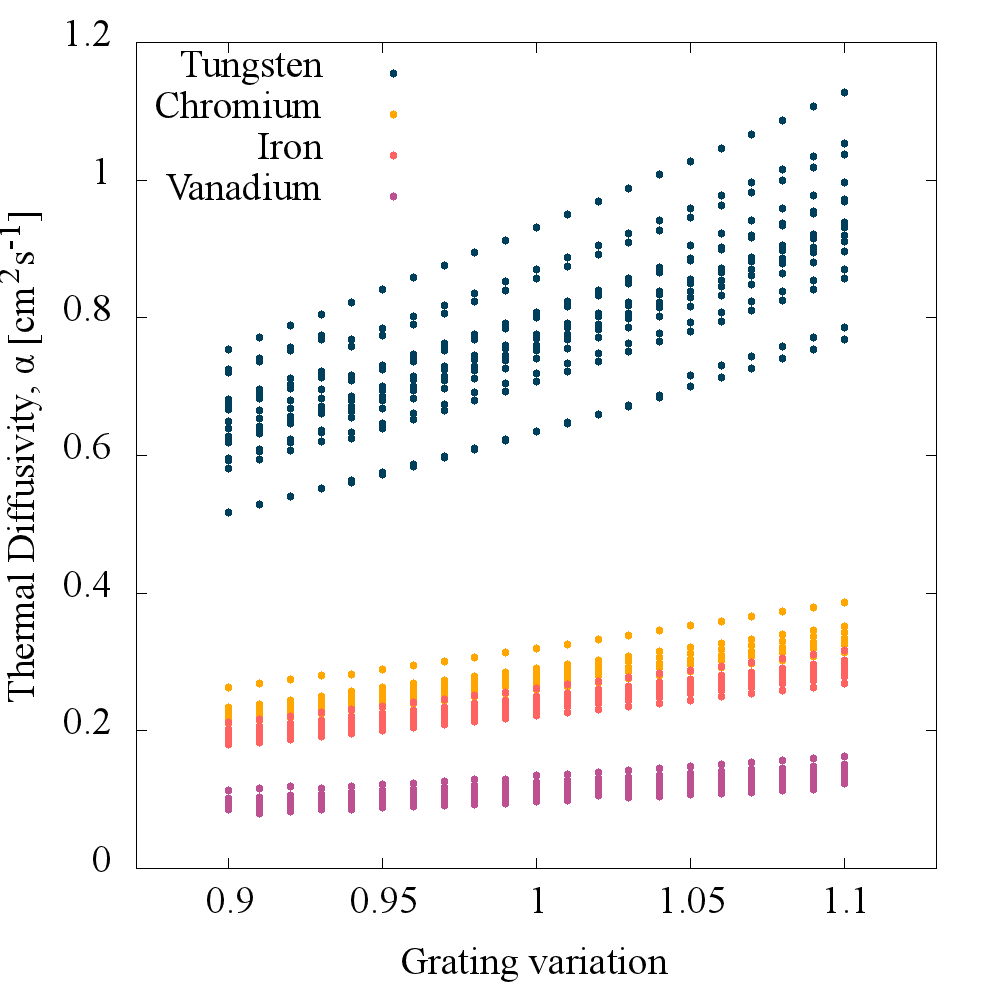 Thermal Diffusivity, α [cm² s⁻¹]
1.2
1
0.8
0.6
0.4
0.2
0
Tungsten
Chromium
Iron
Vanadium
0.9 0.95 1 1.05 1.1
Grating variation